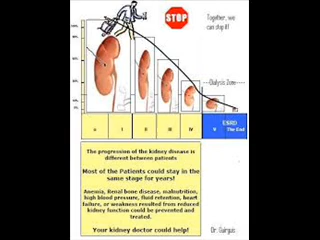 STOP
Together, we
can stop it!
Dialysis Zone
ESRD
I
II
III
IV
V
The End
The progression of the kidney disease is
different between patients
Most of the Patients could stay in the
same stage for years!
Anemia, Renal bone disease, malnutrition,
high blood pressure, fluid retention, heart
failure, or weakness resulted from reduced
kidney function could be prevented and
treated.
Your kidney doctor could help!
Dr. Guirguis